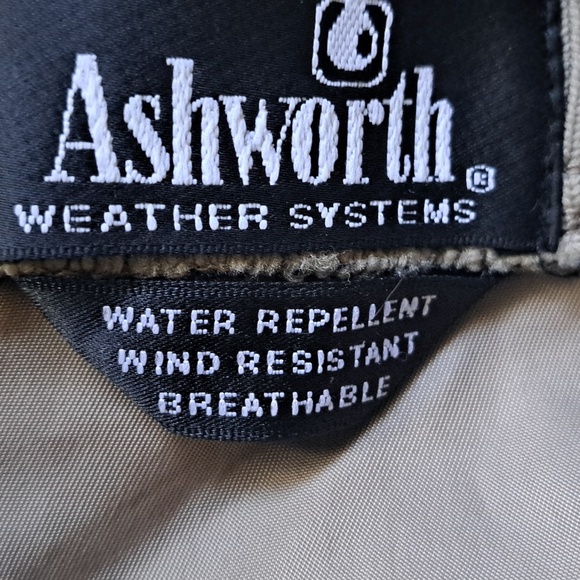 Ashworth®
WEATHER SYSTEMS
WATER REPELLENT
WIND RESISTANT
BREATHABLE